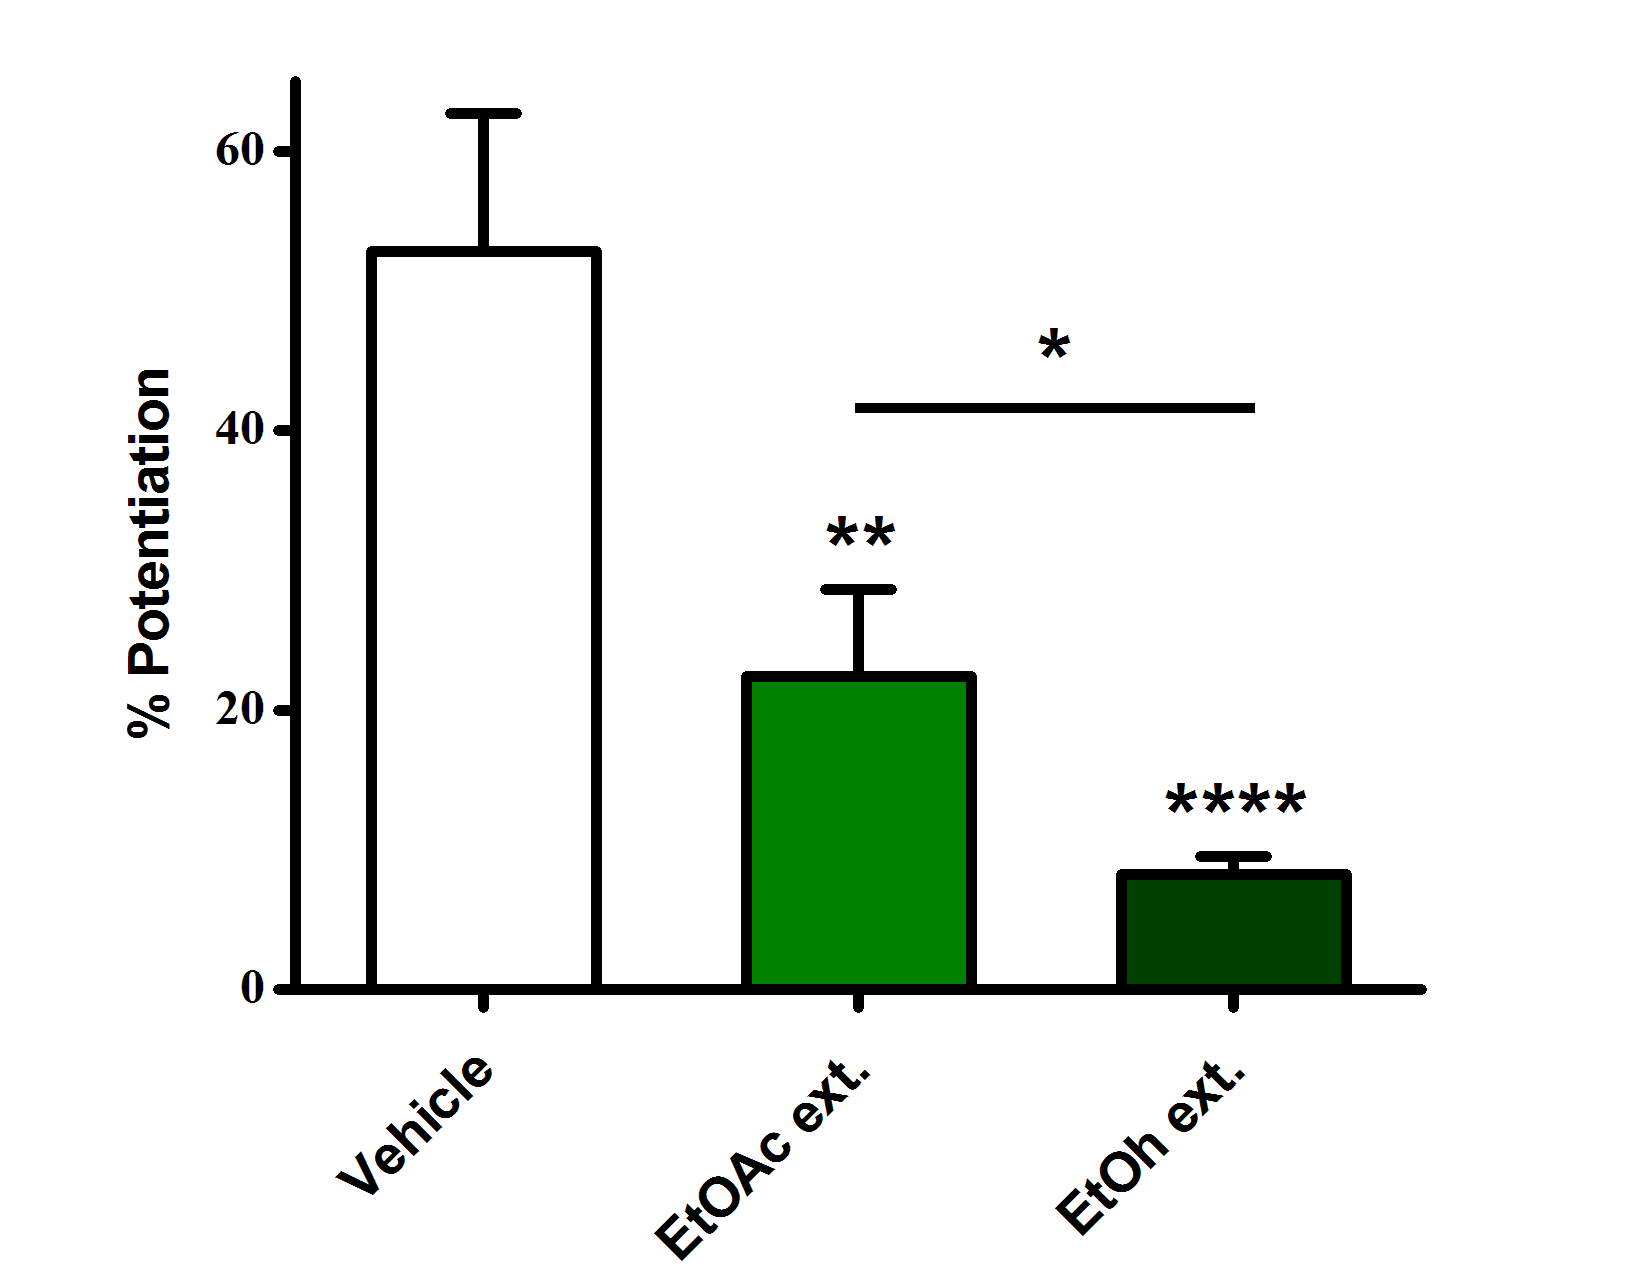 % Potentiation
60
40
20
0
*
**
****
Vehicle
EtOAc ext.
EtOh ext.